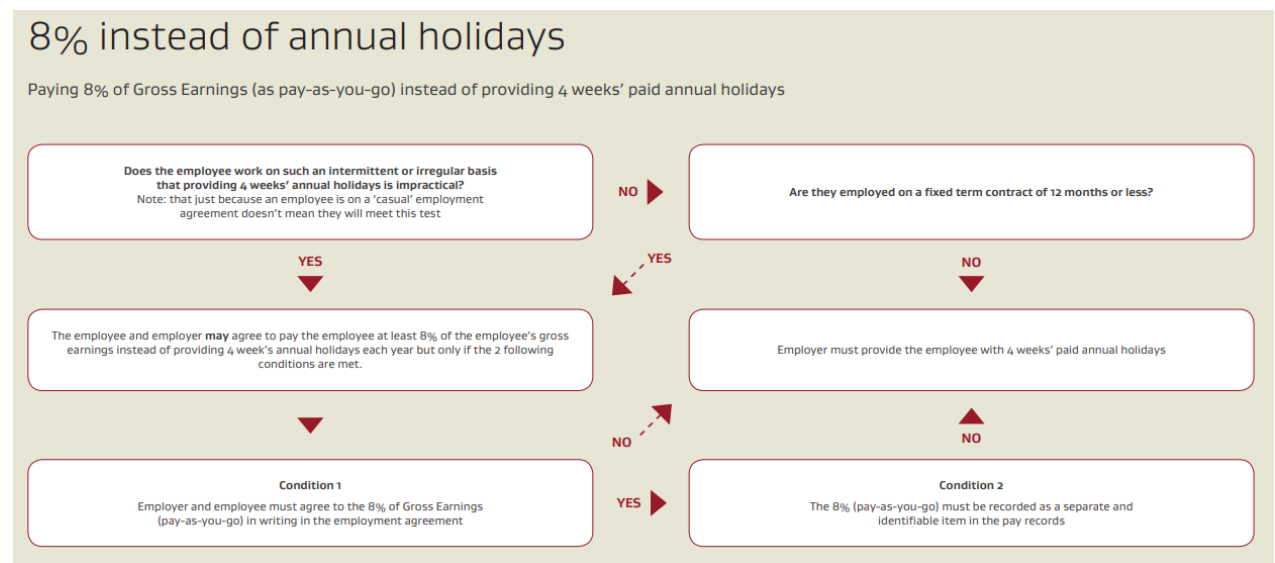 8% instead of annual holidays
Paying 8% of Gross Earnings (as pay-as-you-go) instead of providing 4 weeks' paid annual holidays
Does the employee work on such an intermittent or irregular basis
that providing 4 weeks' annual holidays is impractical?
Note: that just because an employee is on a 'casual' employment
agreement doesn't mean they will meet this test
NO
Are they employed on a fixed term contract of 12 months or less?
YES
YES
NO
The employee and employer may agree to pay the employee at least 8% of the employee's gross
earnings instead of providing 4 week's annual holidays each year but only if the 2 following
conditions are met.
Employer must provide the employee with 4 weeks' paid annual holidays
NO
NO
Condition 1
Employer and employee must agree to the 8% of Gross Earnings
(pay-as-you-go) in writing in the employment agreement
YES
Condition 2
The 8% (pay-as-you-go) must be recorded as a separate and
identifiable item in the pay records